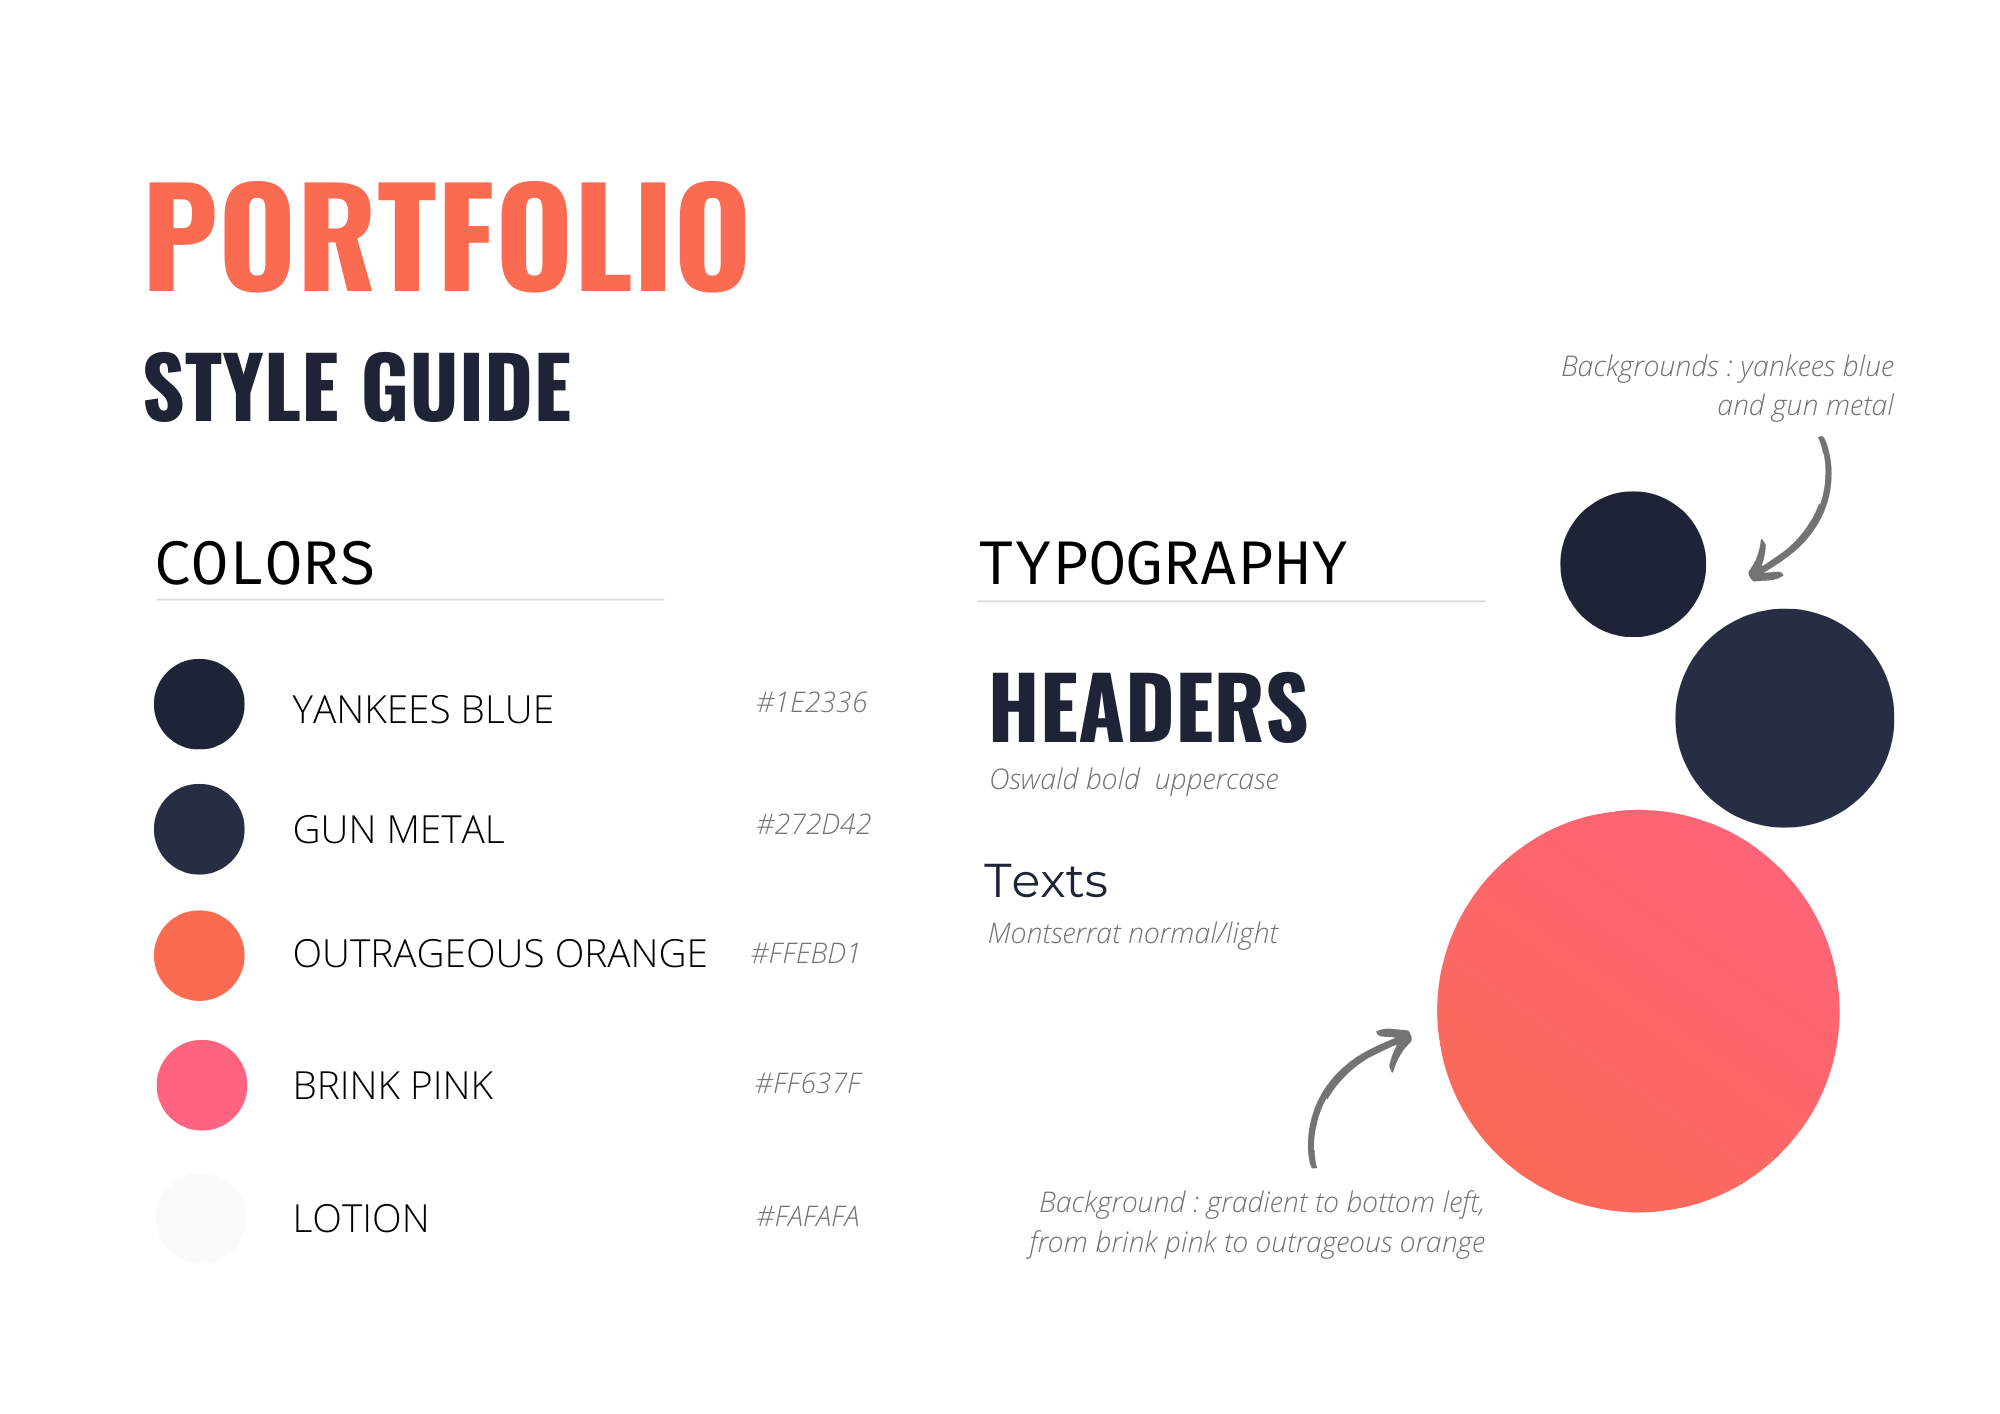 PORTFOLIO
STYLE GUIDE
COLORS
YANKEES BLUE #1E2336
GUN METAL #272D42
OUTRAGEOUS ORANGE #FFEBD1
BRINK PINK #FF637F
LOTION #FAFAFA
TYPOGRAPHY
HEADERS
Oswald bold  uppercase
Texts
Montserrat normal/light
Backgrounds : yankees blue
and gun metal
Background : gradient to bottom left,
from brink pink to outrageous orange